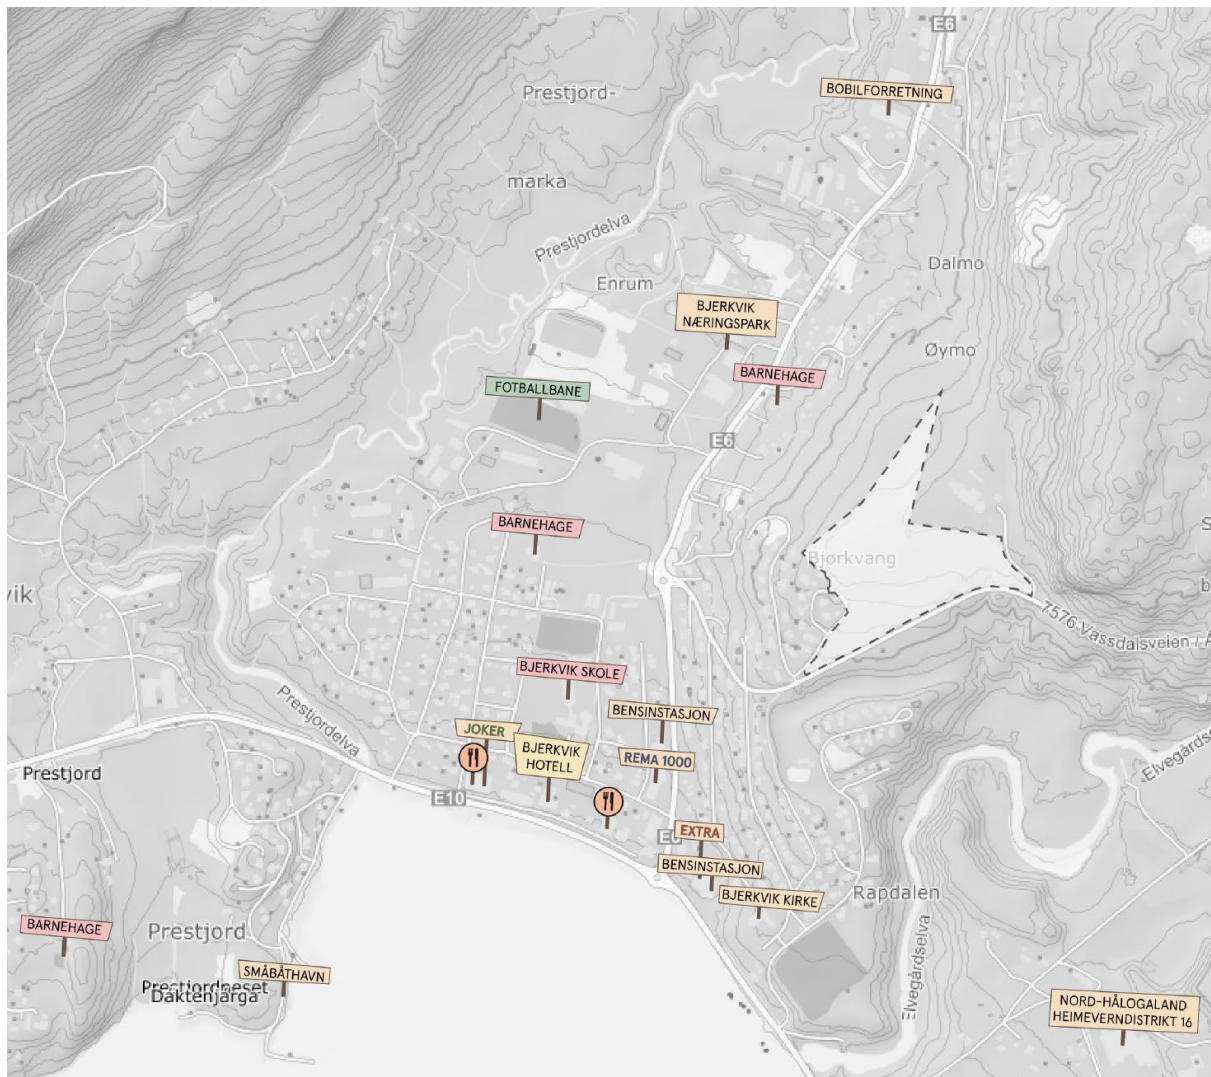 E6
BOBILFORRETNING
Prestjord-
marka
Prestjordelva
Dalmo
Enrum
BJERKVIK
NÆRINGSPARK
Øymo
BARNEHAGE
FOTBALLBANE
E6
BARNEHAGE
Bjørkvang
vik
7576 Vassdalsveien /
BJERKVIK SKOLE
Prestjordelva
BENSINSTASJON
JOKER
BJERKVIK
HOTELL
REMA 1000
Prestjord
E10
EXTRA
BENSINSTASJON
BJERKVIK KIRKE
Rapdalen
Elvegårdselva
BARNEHAGE
Prestjord
SMÅBÅTHAVN
Prestjordneset
Daktenjárga
NORD-HÅLOGALAND
HEIMEVERNDISTRIKT 16